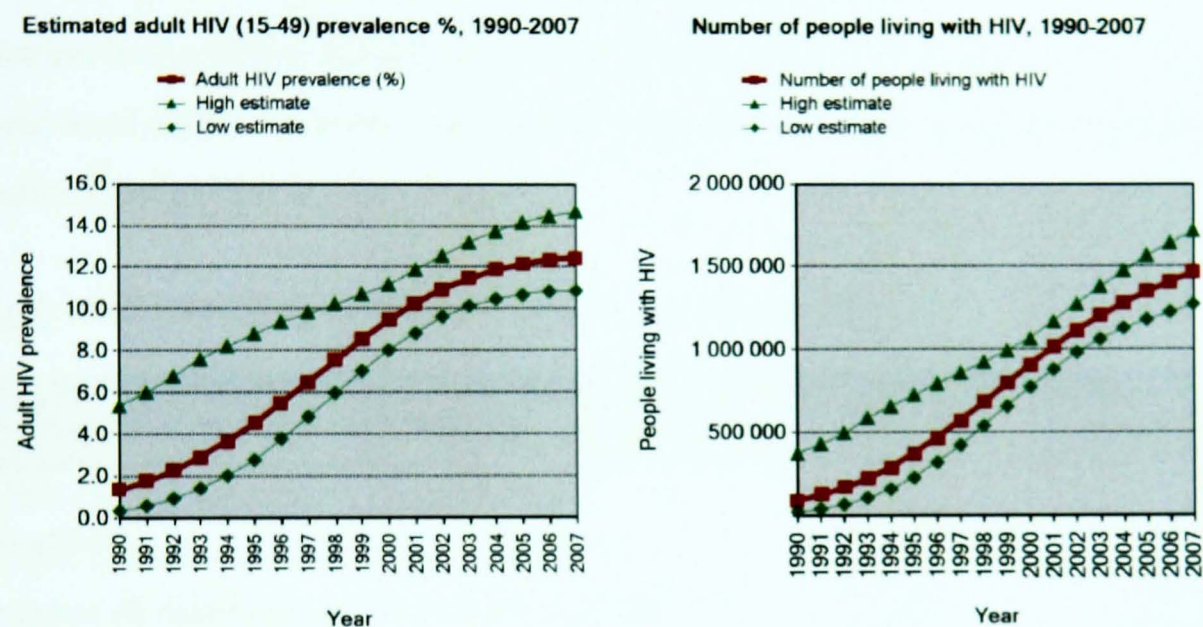 Estimated adult HIV (15-49) prevalence %, 1990-2007
Adult HIV prevalence (%)
High estimate
Low estimate
16.0
14.0
12.0
10.0
8.0
6.0
4.0
2.0
0.0
Adult HIV prevalence
1990 1991 1992 1993 1994 1995 1996 1997 1998 1999 2000 2001 2002 2003 2004 2005 2006 2007
Year
Number of people living with HIV, 1990-2007
Number of people living with HIV
High estimate
Low estimate
2 000 000
1 500 000
1 000 000
500 000
People living with HIV
1990 1991 1992 1993 1994 1995 1996 1997 1998 1999 2000 2001 2002 2003 2004 2005 2006 2007
Year